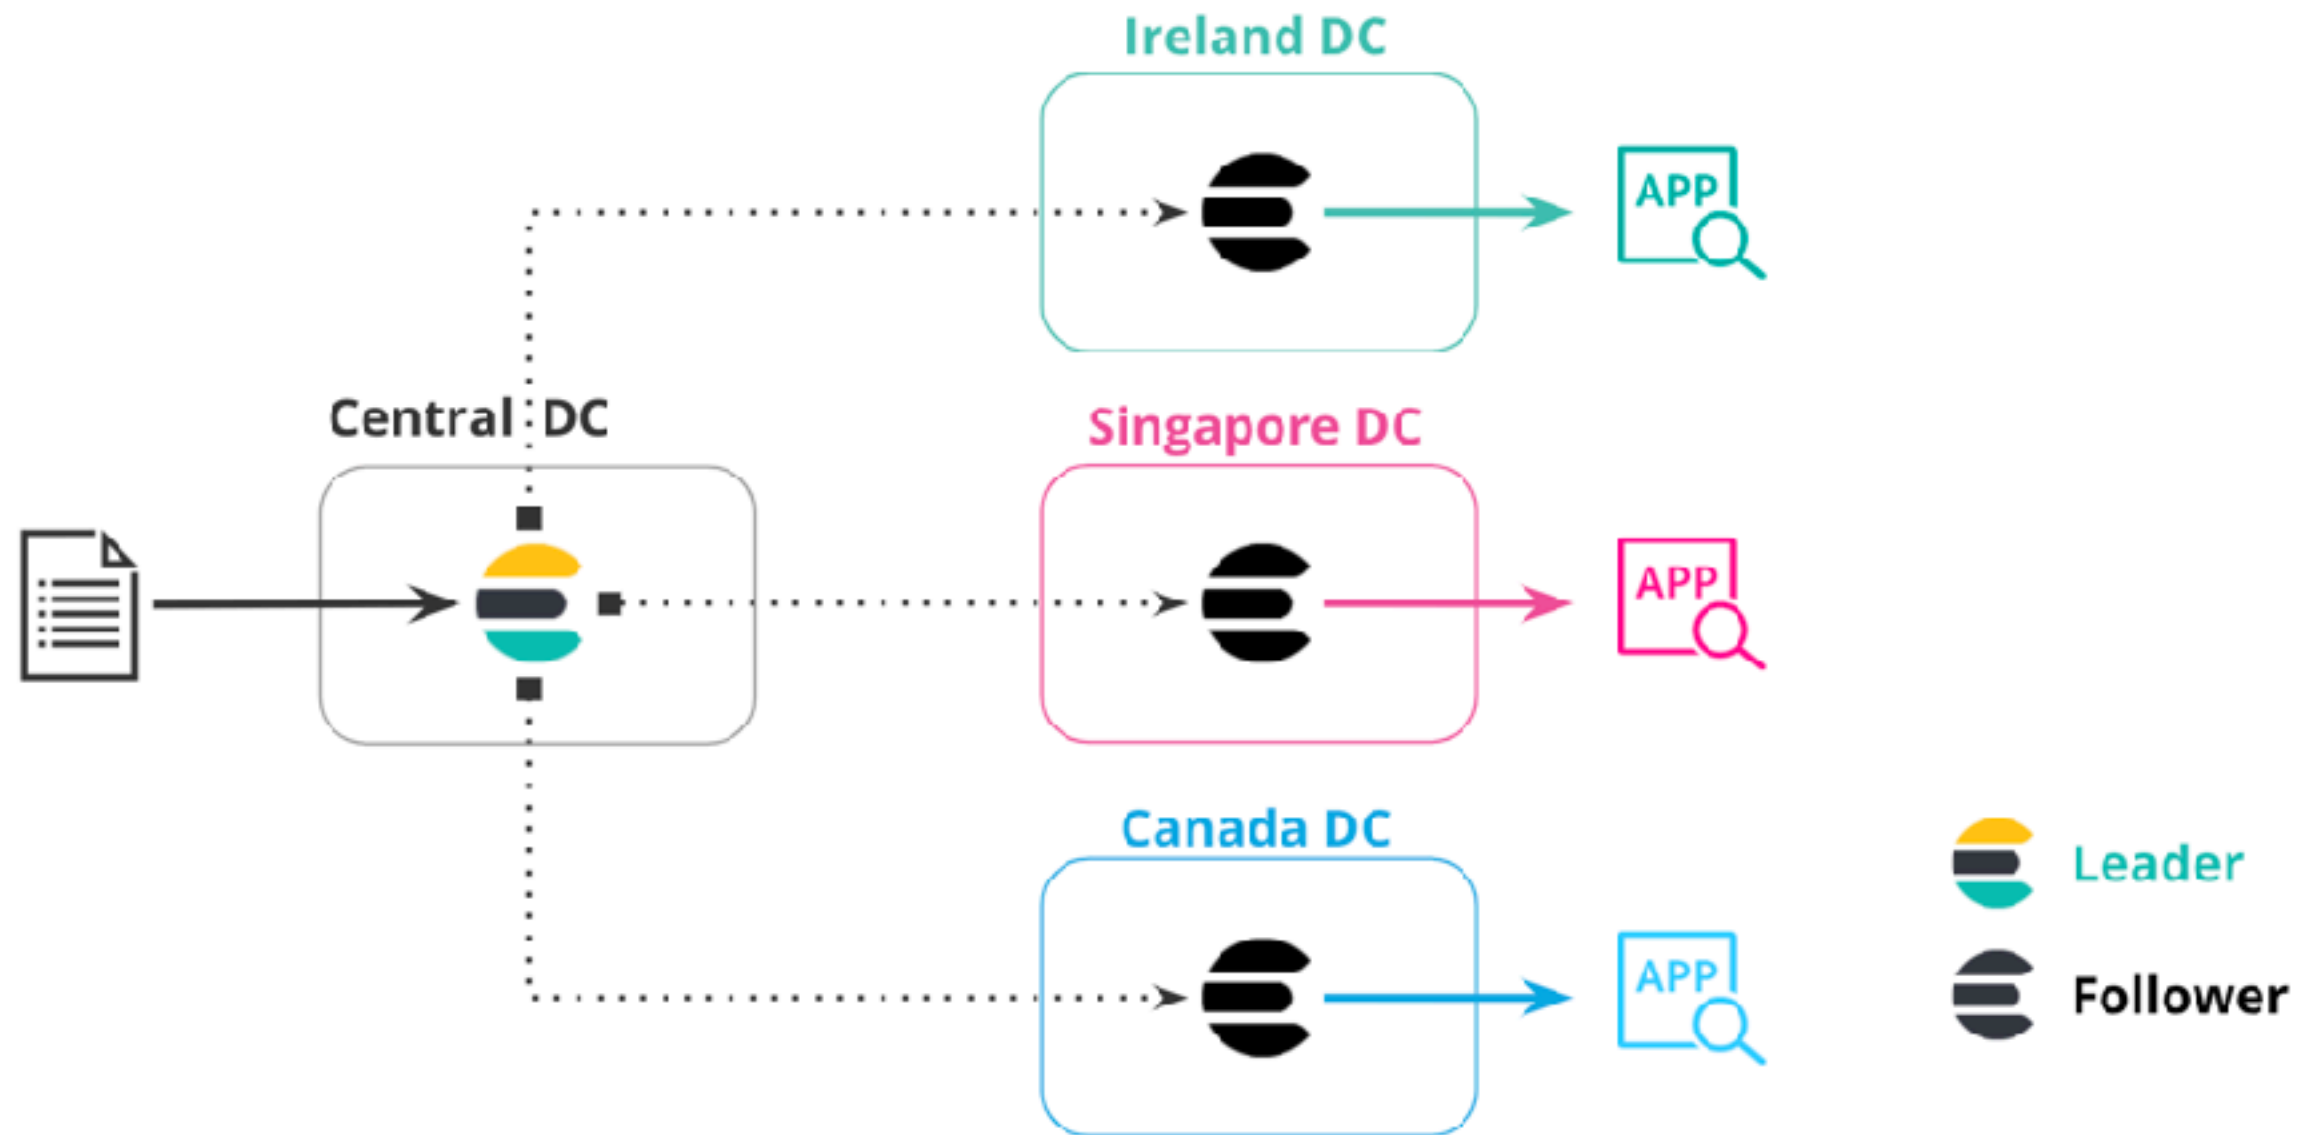 Ireland DC
APP
Central DC
Singapore DC
APP
Canada DC
APP
Leader
Follower